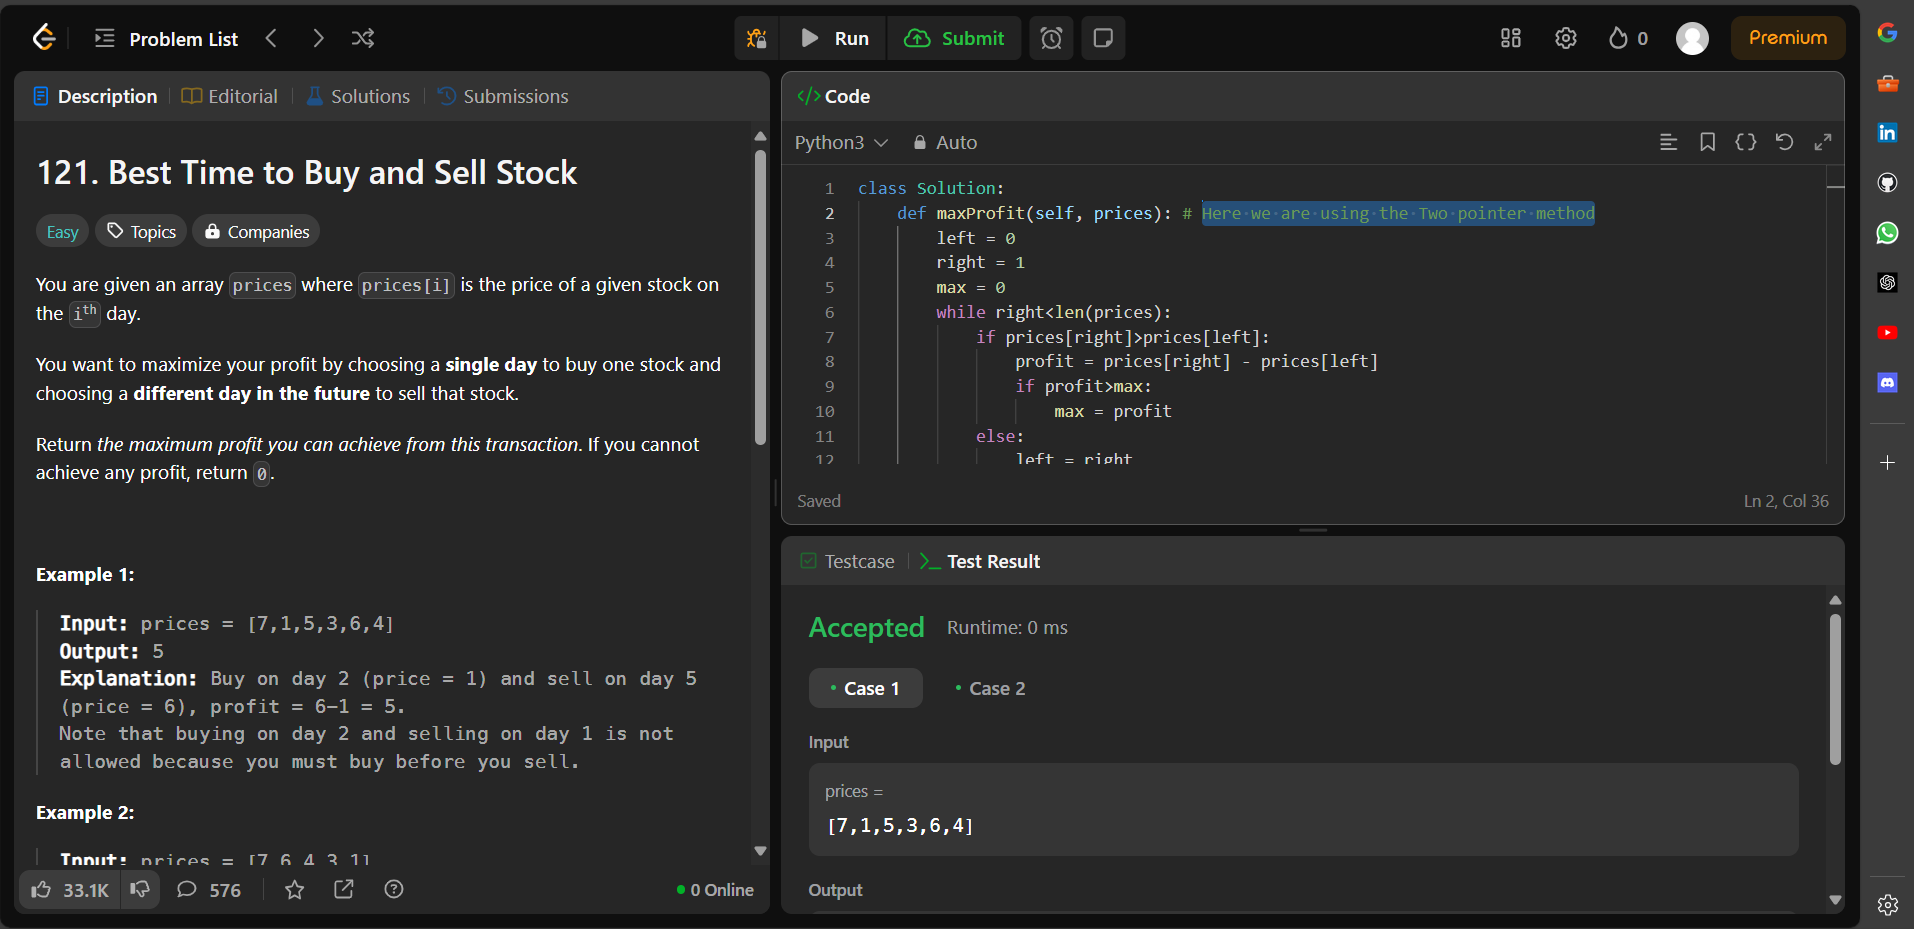 Problem List
Run
Submit
0
Premium
Description
Editorial
Solutions
Submissions
121. Best Time to Buy and Sell Stock
Easy
Topics
Companies
You are given an array prices where prices[i] is the price of a given stock on
the ith day.
You want to maximize your profit by choosing a single day to buy one stock and
choosing a different day in the future to sell that stock.
Return the maximum profit you can achieve from this transaction. If you cannot
achieve any profit, return 0.
Example 1:
Input: prices = [7,1,5,3,6,4]
Output: 5
Explanation: Buy on day 2 (price = 1) and sell on day 5
(price = 6), profit = 6-1 = 5.
Note that buying on day 2 and selling on day 1 is not
allowed because you must buy before you sell.
Example 2:
Input: prices = [7,6,4,3,1]
33.1K
576
0 Online
</> Code
Python3
Auto
1 class Solution:
2 def maxProfit(self, prices): # Here·we·are·using·the·Two·pointer·method
3 left = 0
4 right = 1
5 max = 0
6 while right<len(prices):
7 if prices[right]>prices[left]:
8 profit = prices[right] - prices[left]
9 if profit>max:
10 max = profit
11 else:
12 left = right
Saved
Ln 2, Col 36
Testcase
Test Result
Accepted
Runtime: 0 ms
Case 1
Case 2
Input
prices =
[7,1,5,3,6,4]
Output